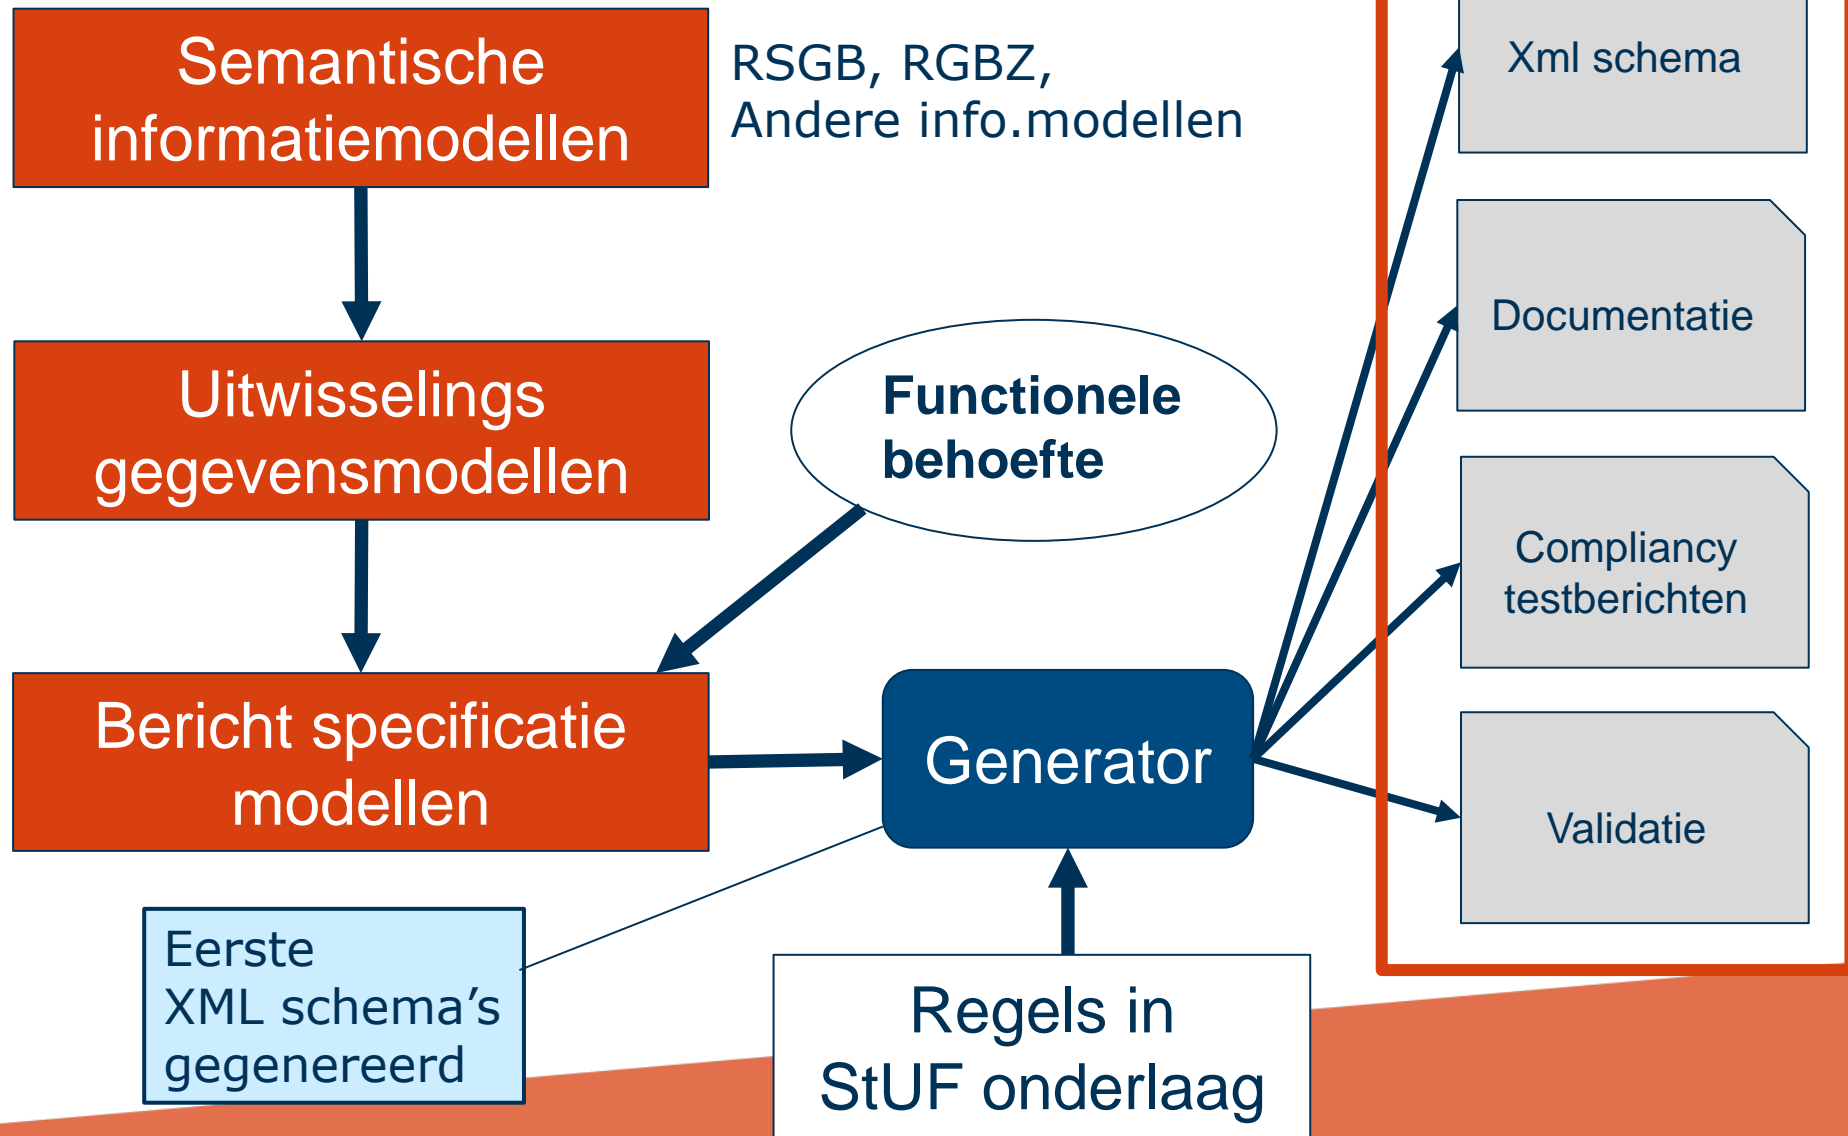 Semantische
informatiemodellen
RSGB, RGBZ,
Andere info.modellen
Xml schema
Documentatie
Uitwisselings
gegevensmodellen
Functionele
behoefte
Compliancy
testberichten
Bericht specificatie
modellen
Generator
Validatie
Eerste
XML schema’s
gegenereerd
Regels in
StUF onderlaag